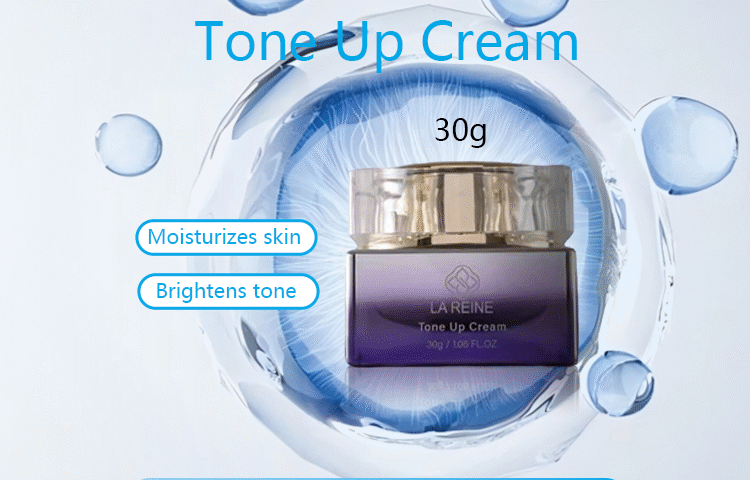 Tone Up Cream
30g
Moisturizes skin
Brightens tone
LA REINE
Tone Up Cream
30g / 1.06 FL.OZ